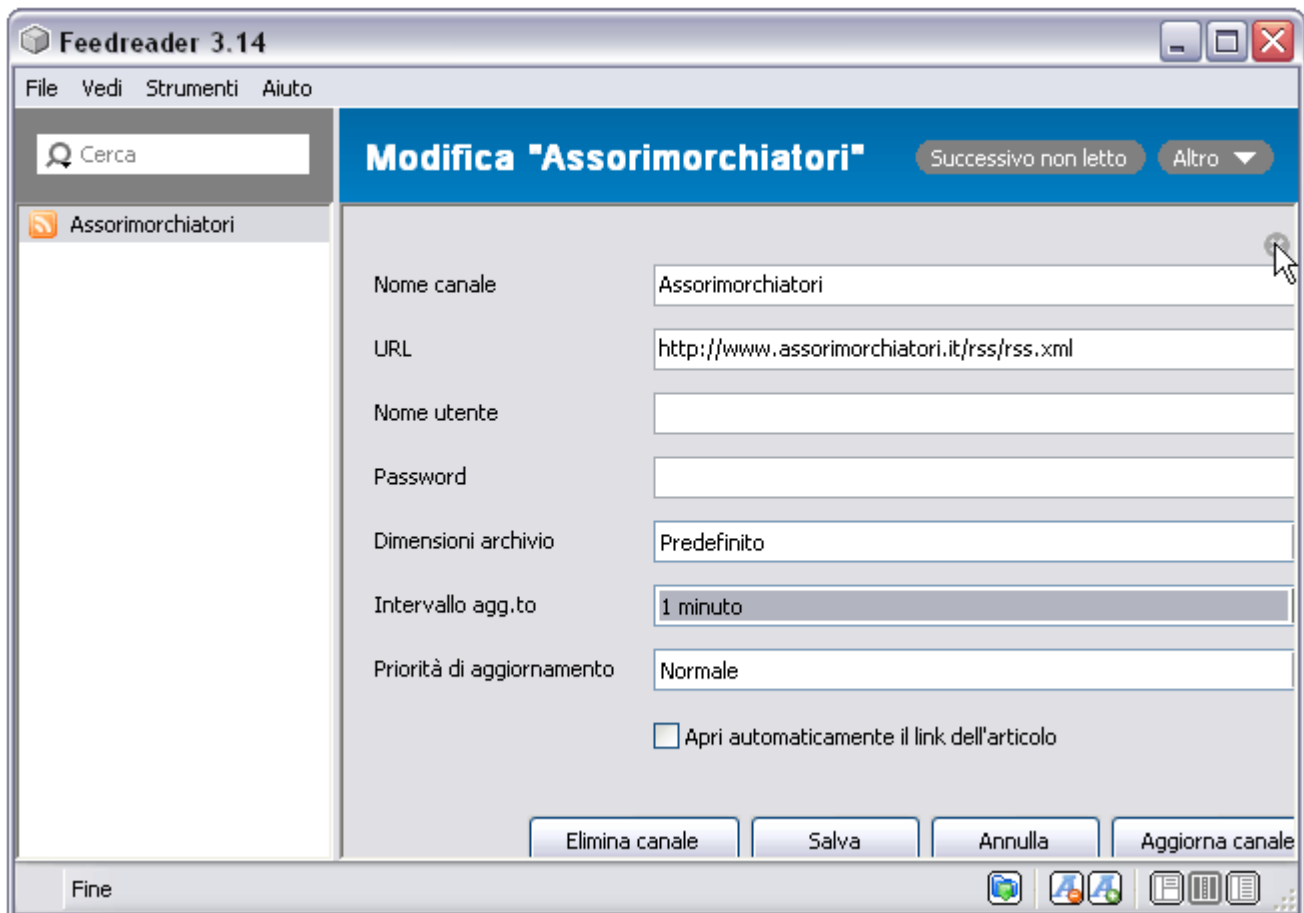 Feedreader 3.14
File Vedi Strumenti Aiuto
Cerca
Modifica "Assorimorchiatori" Successivo non letto Altro
Assorimorchiatori
Nome canale Assorimorchiatori
URL http://www.assorimorchiatori.it/rss/rss.xml
Nome utente
Password
Dimensioni archivio Predefinito
Intervallo agg.to 1 minuto
Priorità di aggiornamento Normale
Apri automaticamente il link dell'articolo
Elimina canale Salva Annulla Aggiorna canale
Fine